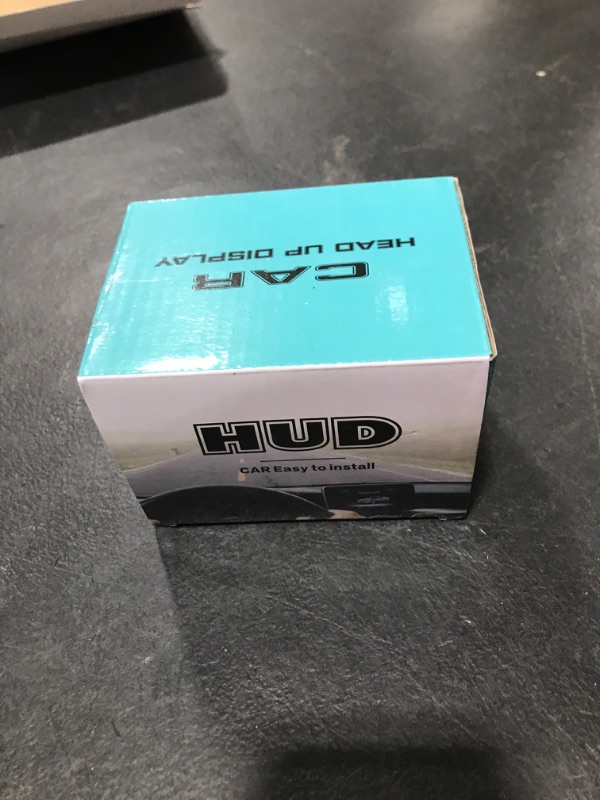 CAR
HEAD UP DISPLAY
HUD
CAR Easy to install